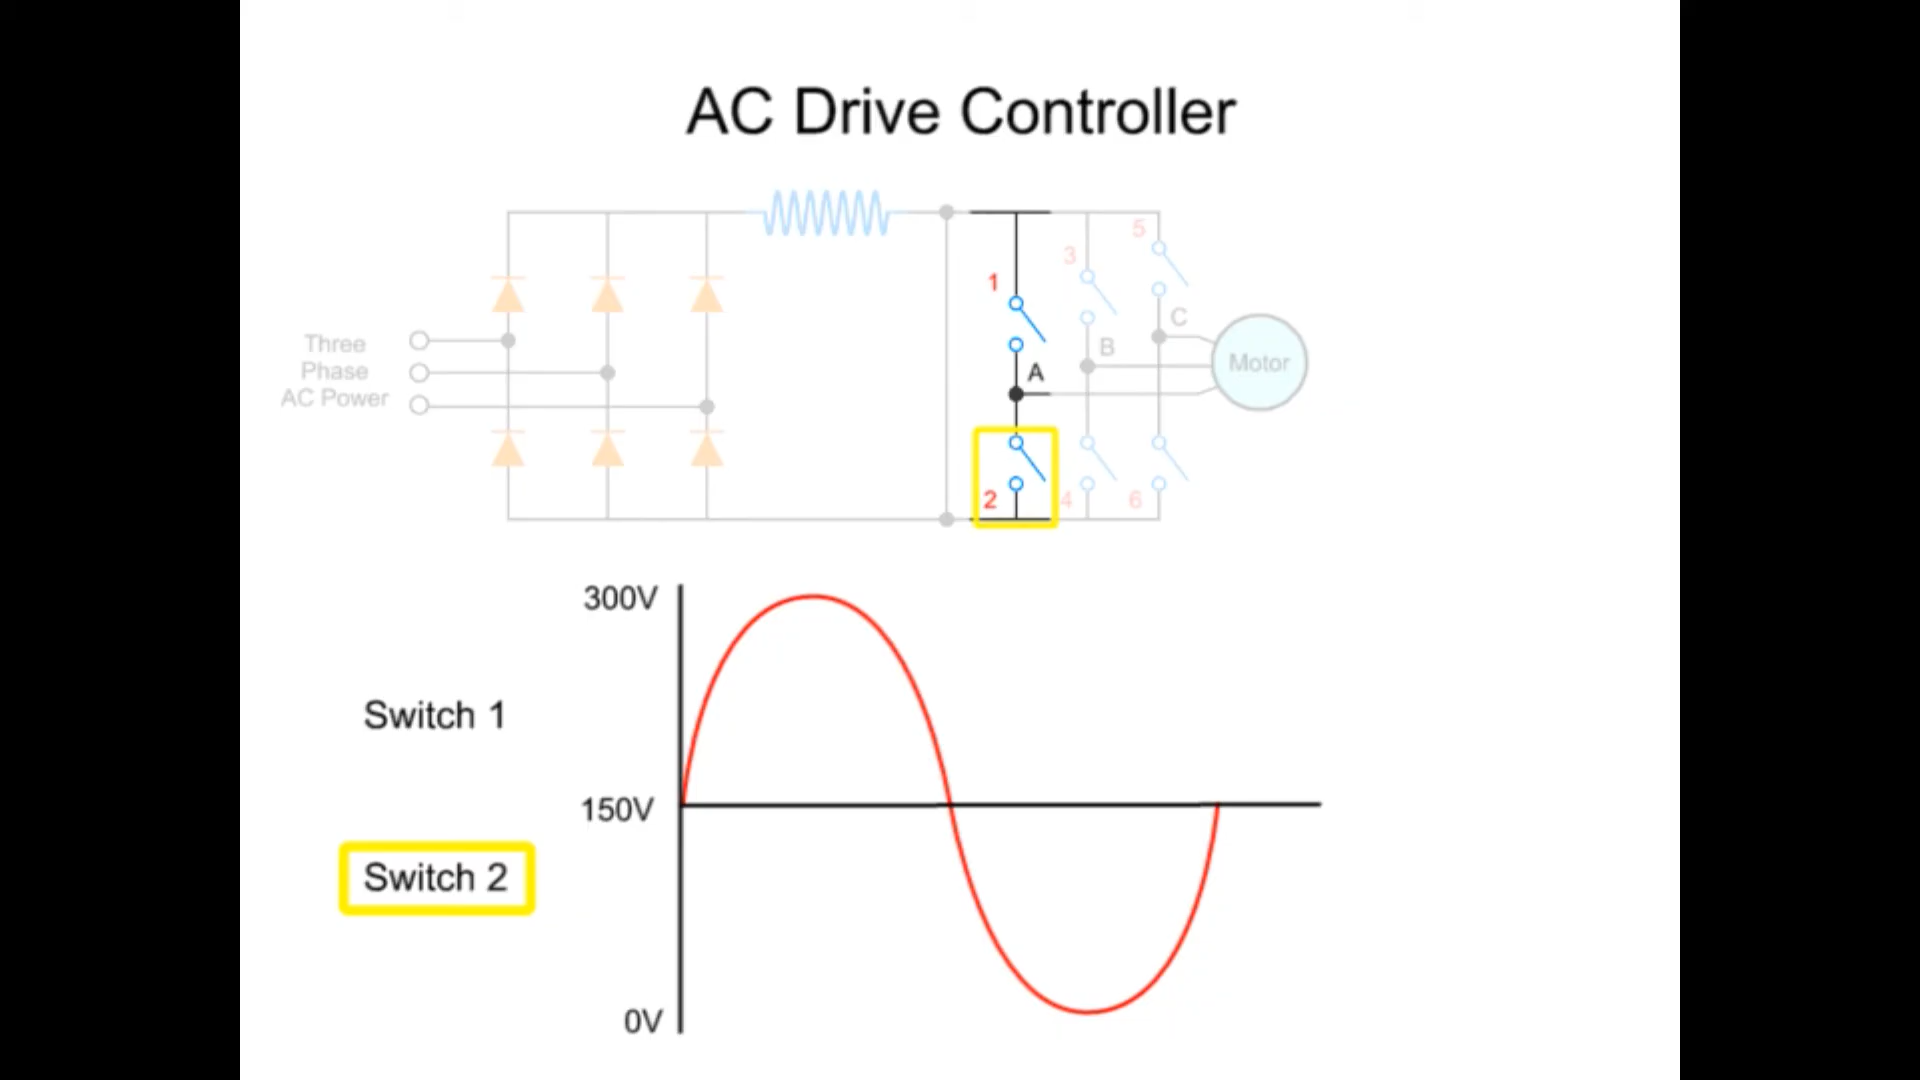 AC Drive Controller
5
3
1
C
Three
Phase
AC Power
B
A
Motor
2
4
6
300V
Switch 1
150V
Switch 2
0V